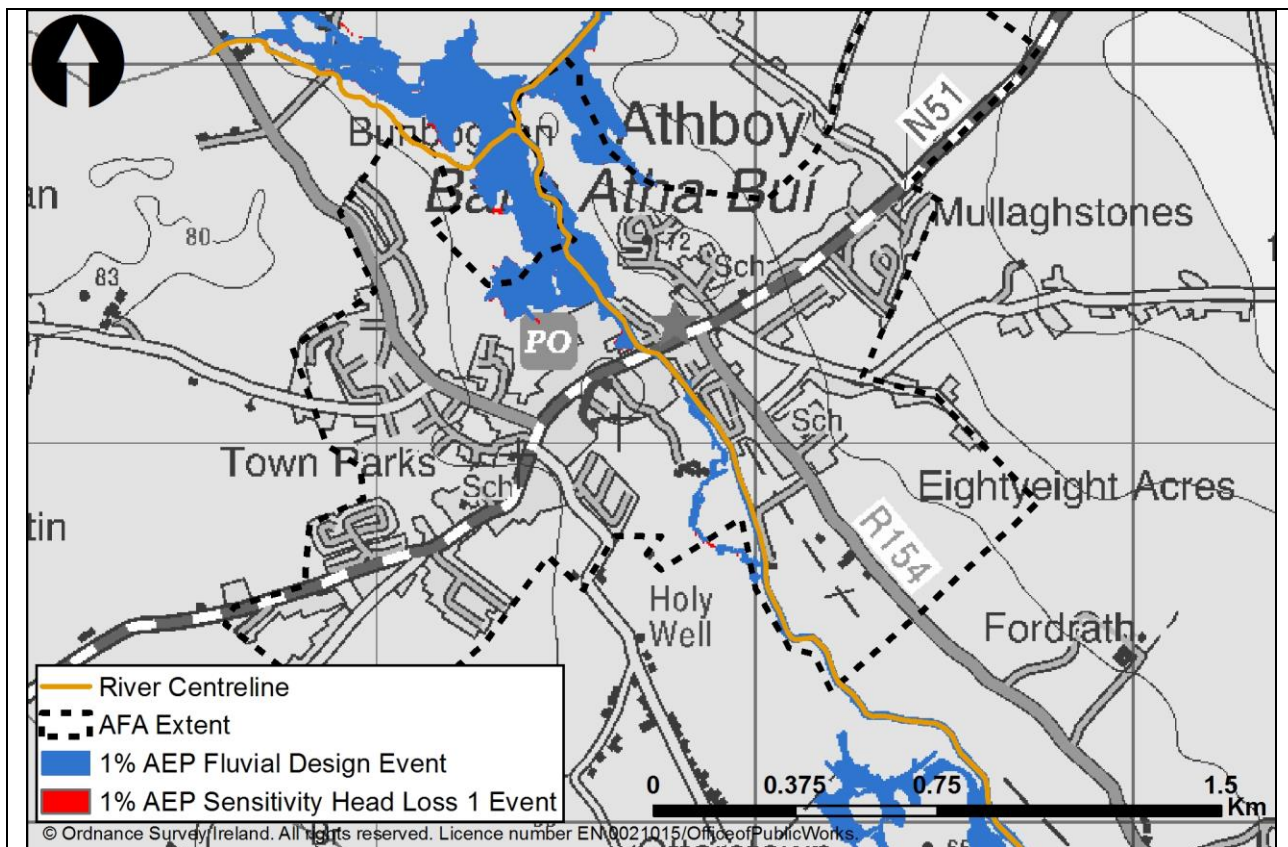 N51
Athboy
Baile Átha Buí
Mullaghstones
80
83
72
Sch
PO
Town Parks
Sch
Sch
Eightyeight Acres
R154
Holy
Well
Fordrath
River Centreline
AFA Extent
1% AEP Fluvial Design Event
1% AEP Sensitivity Head Loss 1 Event
0 0.375 0.75 1.5
Km
© Ordnance Survey Ireland. All rights reserved. Licence number EN 0021015/OfficeofPublicWorks.